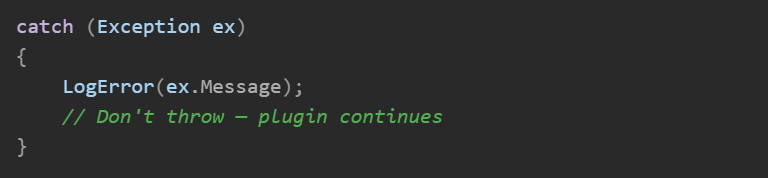 catch (Exception ex)
{
    LogError(ex.Message);
    // Don't throw — plugin continues
}